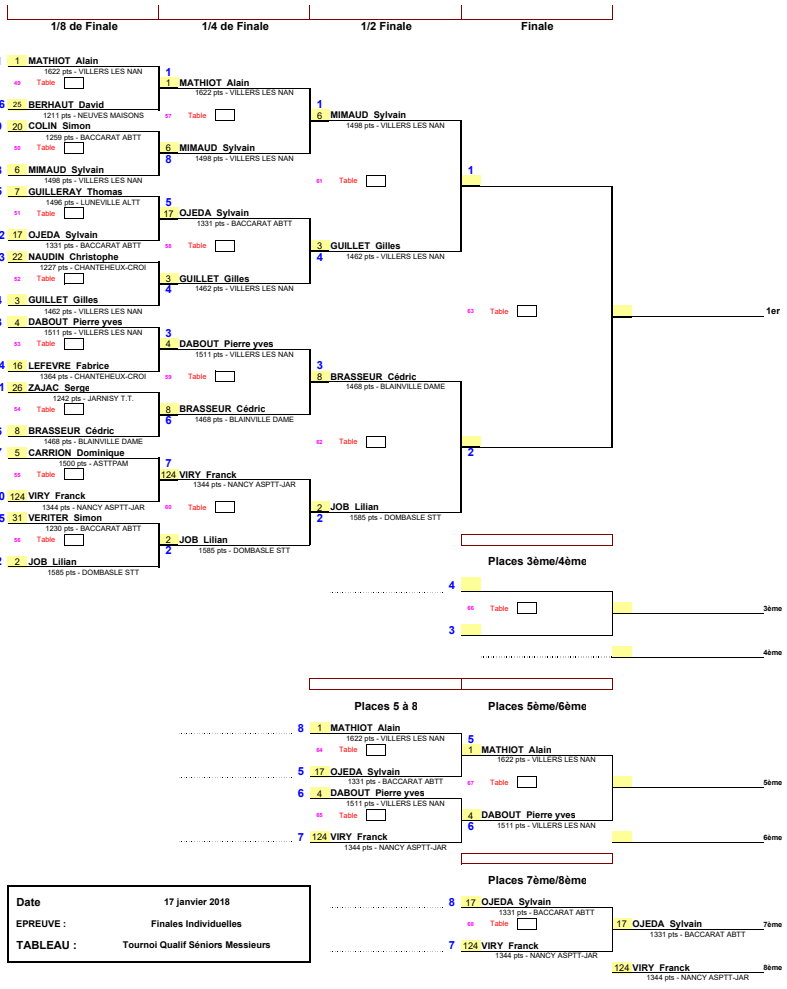 1/8 de Finale 1/4 de Finale 1/2 Finale Finale
1 MATHIOT Alain
1622 pts - VILLERS LES NAN
49 Table
25 BERHAUT David
1211 pts - NEUVES MAISONS
20 COLIN Simon
1259 pts - BACCARAT ABTT
50 Table
6 MIMAUD Sylvain
1498 pts - VILLERS LES NAN
7 GUILLERAY Thomas
1496 pts - LUNEVILLE ALTT
51 Table
17 OJEDA Sylvain
1331 pts - BACCARAT ABTT
22 NAUDIN Christophe
1227 pts - CHANTEHEUX-CROI
52 Table
3 GUILLET Gilles
1462 pts - VILLERS LES NAN
4 DABOUT Pierre yves
1511 pts - VILLERS LES NAN
53 Table
16 LEFEVRE Fabrice
1364 pts - CHANTEHEUX-CROI
26 ZAJAC Serge
1242 pts - JARNISY T.T.
54 Table
8 BRASSEUR Cédric
1468 pts - BLAINVILLE DAME
5 CARRION Dominique
1500 pts - ASTTPAM
55 Table
124 VIRY Franck
1344 pts - NANCY ASPTT-JAR
31 VERITER Simon
1230 pts - BACCARAT ABTT
56 Table
2 JOB Lilian
1585 pts - DOMBASLE STT
1
1 MATHIOT Alain
1622 pts - VILLERS LES NAN
57 Table
6 MIMAUD Sylvain
8 1498 pts - VILLERS LES NAN
5
17 OJEDA Sylvain
1331 pts - BACCARAT ABTT
58 Table
3 GUILLET Gilles
4 1462 pts - VILLERS LES NAN
3
4 DABOUT Pierre yves
1511 pts - VILLERS LES NAN
59 Table
8 BRASSEUR Cédric
6 1468 pts - BLAINVILLE DAME
7
124 VIRY Franck
1344 pts - NANCY ASPTT-JAR
60 Table
2 JOB Lilian
2 1585 pts - DOMBASLE STT
1
6 MIMAUD Sylvain
1498 pts - VILLERS LES NAN
61 Table
3 GUILLET Gilles
4 1462 pts - VILLERS LES NAN
3
8 BRASSEUR Cédric
1468 pts - BLAINVILLE DAME
62 Table
2 JOB Lilian
2 1585 pts - DOMBASLE STT
1
63 Table
1er
2
Places 3ème/4ème
4
66 Table
3ème
3
4ème
Places 5 à 8 Places 5ème/6ème
8 1 MATHIOT Alain
1622 pts - VILLERS LES NAN
64 Table
5 17 OJEDA Sylvain
1331 pts - BACCARAT ABTT
6 4 DABOUT Pierre yves
1511 pts - VILLERS LES NAN
65 Table
7 124 VIRY Franck
1344 pts - NANCY ASPTT-JAR
5
1 MATHIOT Alain
1622 pts - VILLERS LES NAN
67 Table
5ème
4 DABOUT Pierre yves
6 1511 pts - VILLERS LES NAN
6ème
Places 7ème/8ème
8 17 OJEDA Sylvain
1331 pts - BACCARAT ABTT
68 Table
17 OJEDA Sylvain 7ème
1331 pts - BACCARAT ABTT
7 124 VIRY Franck
1344 pts - NANCY ASPTT-JAR
124 VIRY Franck 8ème
1344 pts - NANCY ASPTT-JAR
Date 17 janvier 2018
EPREUVE : Finales Individuelles
TABLEAU : Tournoi Qualif Séniors Messieurs